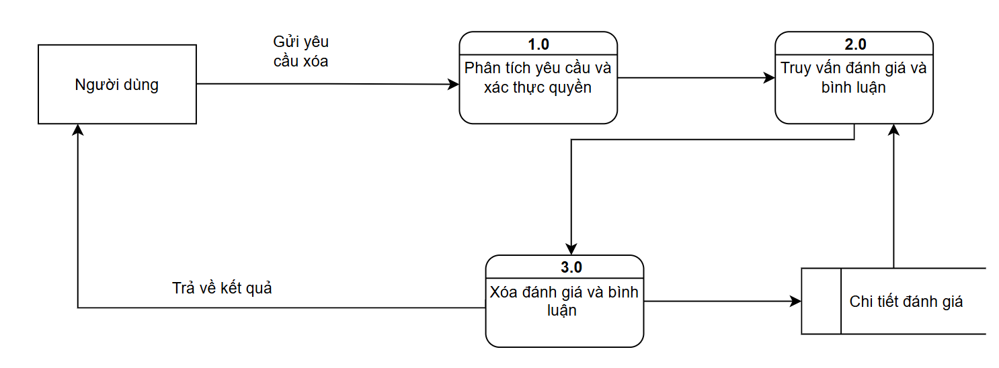 Gửi yêu
cầu xóa
Người dùng
1.0
Phân tích yêu cầu và
xác thực quyền
2.0
Truy vấn đánh giá và
bình luận
Trả về kết quả
3.0
Xóa đánh giá và bình
luận
Chi tiết đánh giá